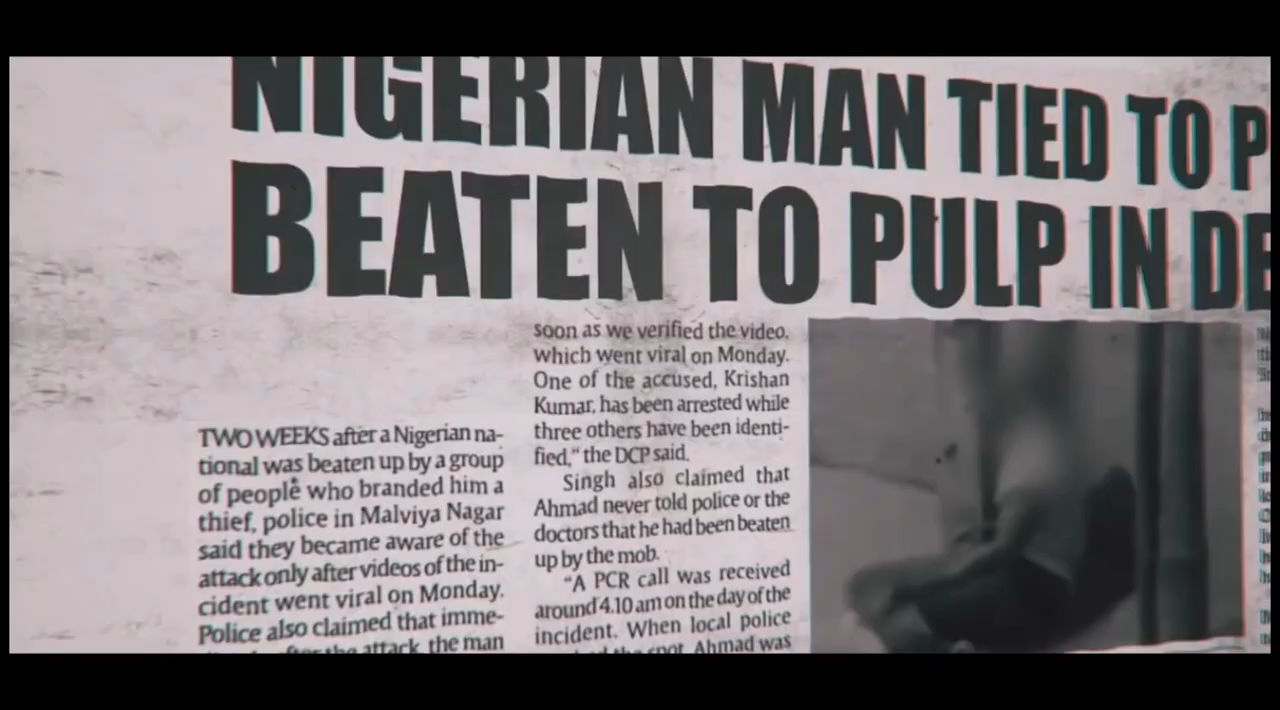 NIGERIAN MAN TIED TO P
BEATEN TO PULP IN DE
TWO WEEKS after a Nigerian na-
tional was beaten up by a group
of people who branded him a
thief, police in Malviya Nagar
said they became aware of the
attack only after videos of the in-
cident went viral on Monday.
Police also claimed that imme-
after the attack, the man
soon as we verified the video,
which went viral on Monday.
One of the accused, Krishan
Kumar, has been arrested while
three others have been identi-
fied," the DCP said.
Singh also claimed that
Ahmad never told police or the
doctors that he had been beaten
up by the mob.
"A PCR call was received
around 4.10 am on the day of the
incident. When local police
the spot, Ahmad was